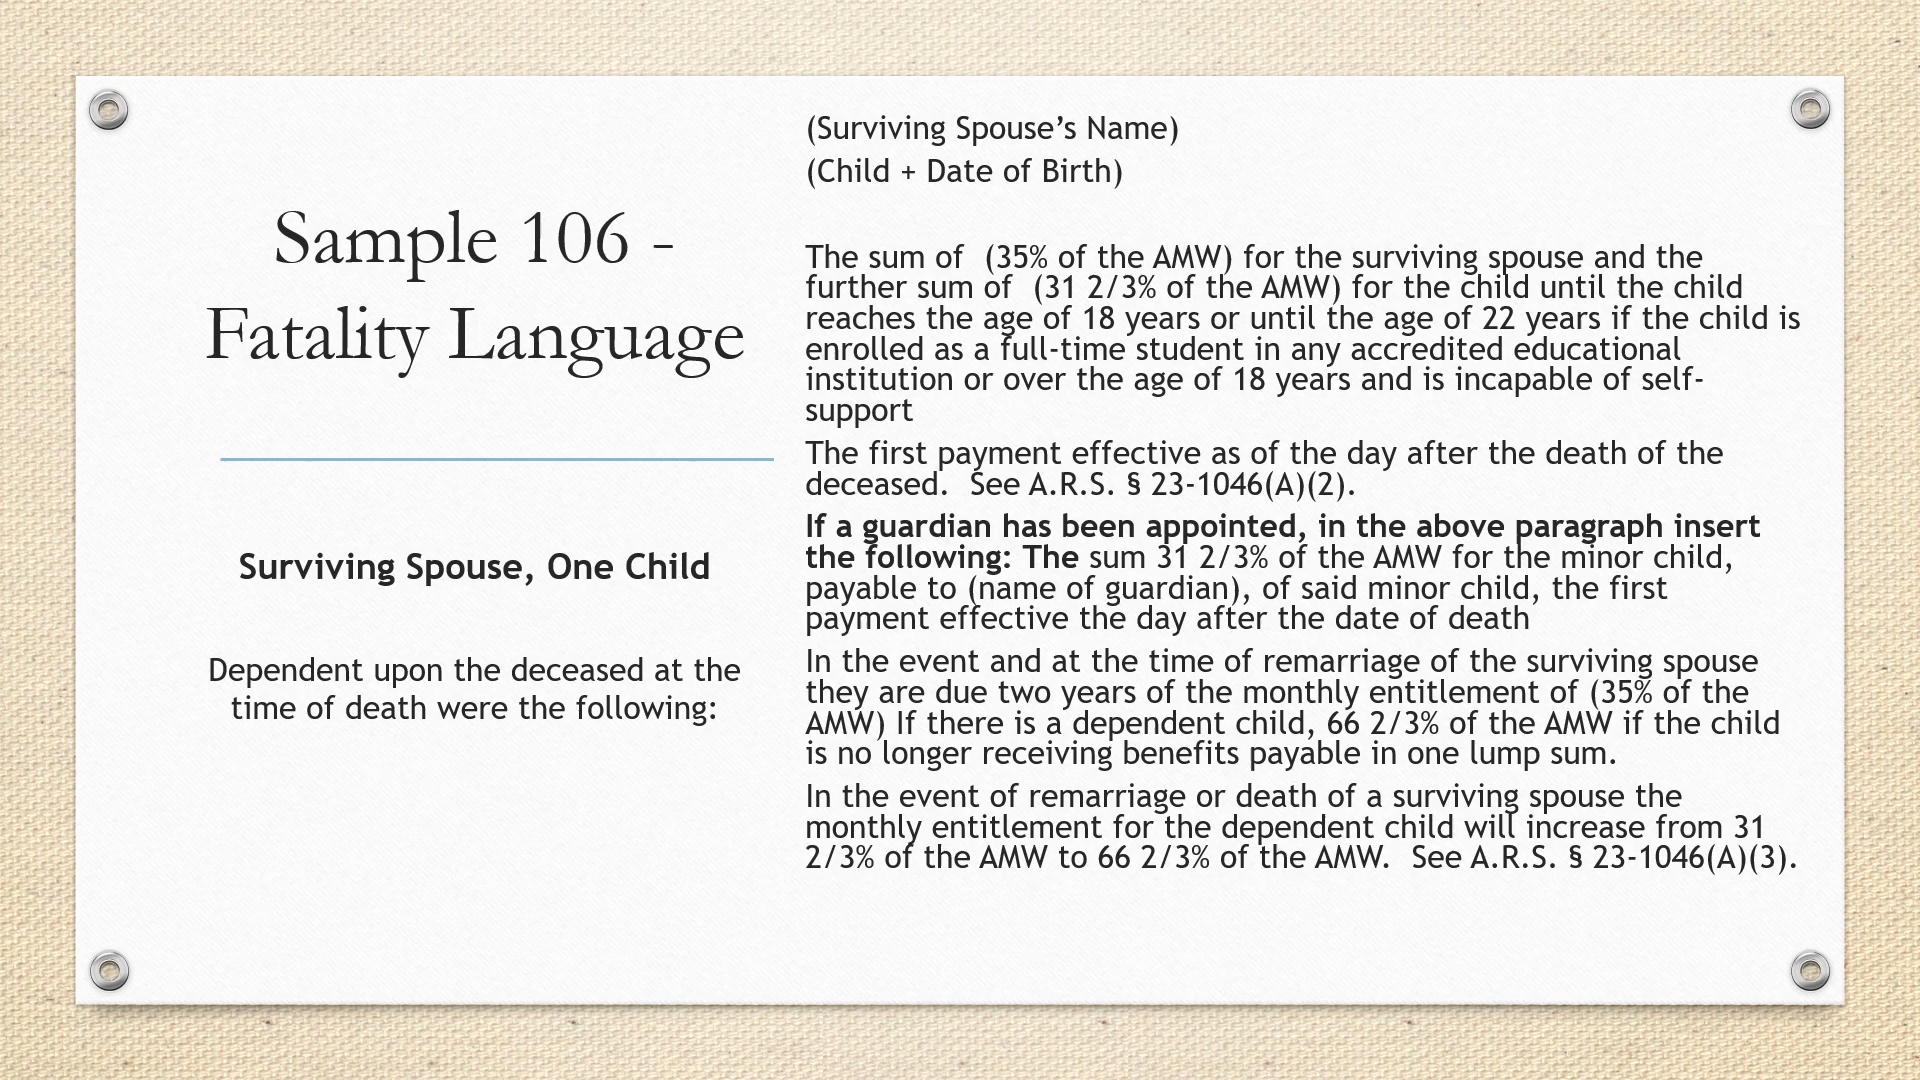 Sample 106 -
Fatality Language
Surviving Spouse, One Child
Dependent upon the deceased at the
time of death were the following:
(Surviving Spouse’s Name)
(Child + Date of Birth)
The sum of  (35% of the AMW) for the surviving spouse and the
further sum of  (31 2/3% of the AMW) for the child until the child
reaches the age of 18 years or until the age of 22 years if the child is
enrolled as a full-time student in any accredited educational
institution or over the age of 18 years and is incapable of self-
support
The first payment effective as of the day after the death of the
deceased.  See A.R.S. § 23-1046(A)(2).
If a guardian has been appointed, in the above paragraph insert
the following: The sum 31 2/3% of the AMW for the minor child,
payable to (name of guardian), of said minor child, the first
payment effective the day after the date of death
In the event and at the time of remarriage of the surviving spouse
they are due two years of the monthly entitlement of (35% of the
AMW) If there is a dependent child, 66 2/3% of the AMW if the child
is no longer receiving benefits payable in one lump sum.
In the event of remarriage or death of a surviving spouse the
monthly entitlement for the dependent child will increase from 31
2/3% of the AMW to 66 2/3% of the AMW.  See A.R.S. § 23-1046(A)(3).